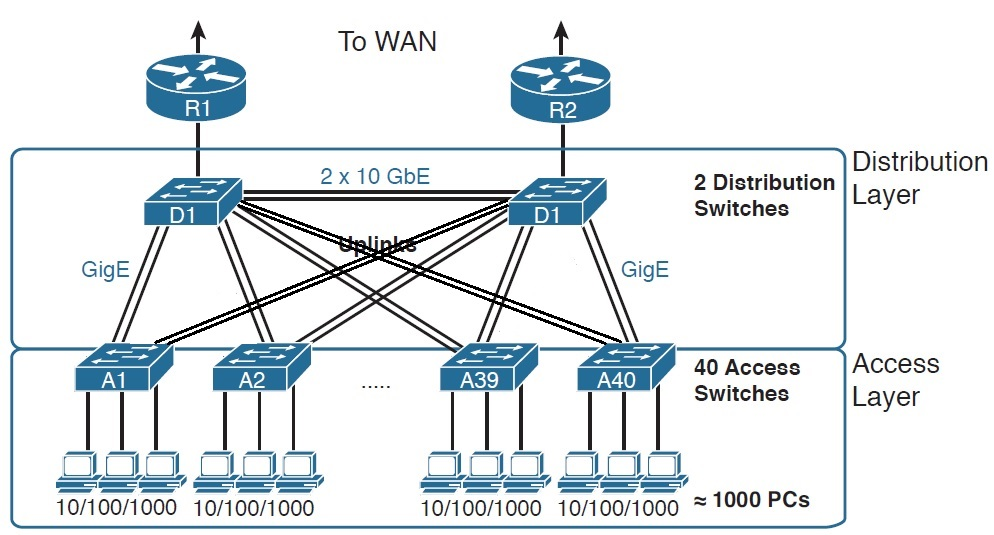 To WAN
R1
R2
Distribution
Layer
2 x 10 GbE
2 Distribution
Switches
D1
D1
Uplinks
GigE
GigE
Access
Layer
40 Access
Switches
A1
A2
.....
A39
A40
10/100/1000
10/100/1000
10/100/1000
10/100/1000
≈ 1000 PCs